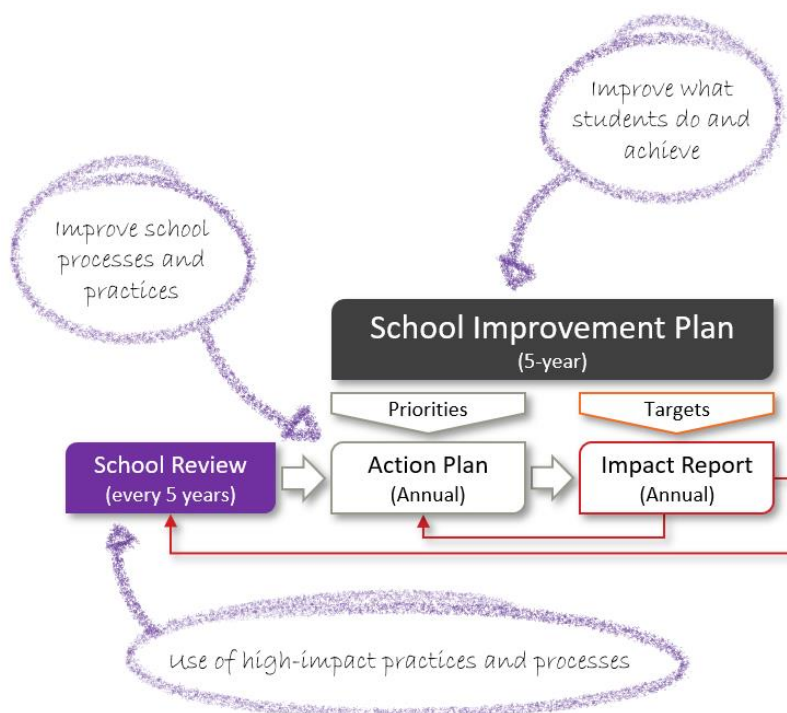 Improve what
students do and
achieve
Improve school
processes and
practices
School Improvement Plan
(5-year)
Priorities
Targets
School Review
(every 5 years)
Action Plan
(Annual)
Impact Report
(Annual)
Use of high-impact practices and processes